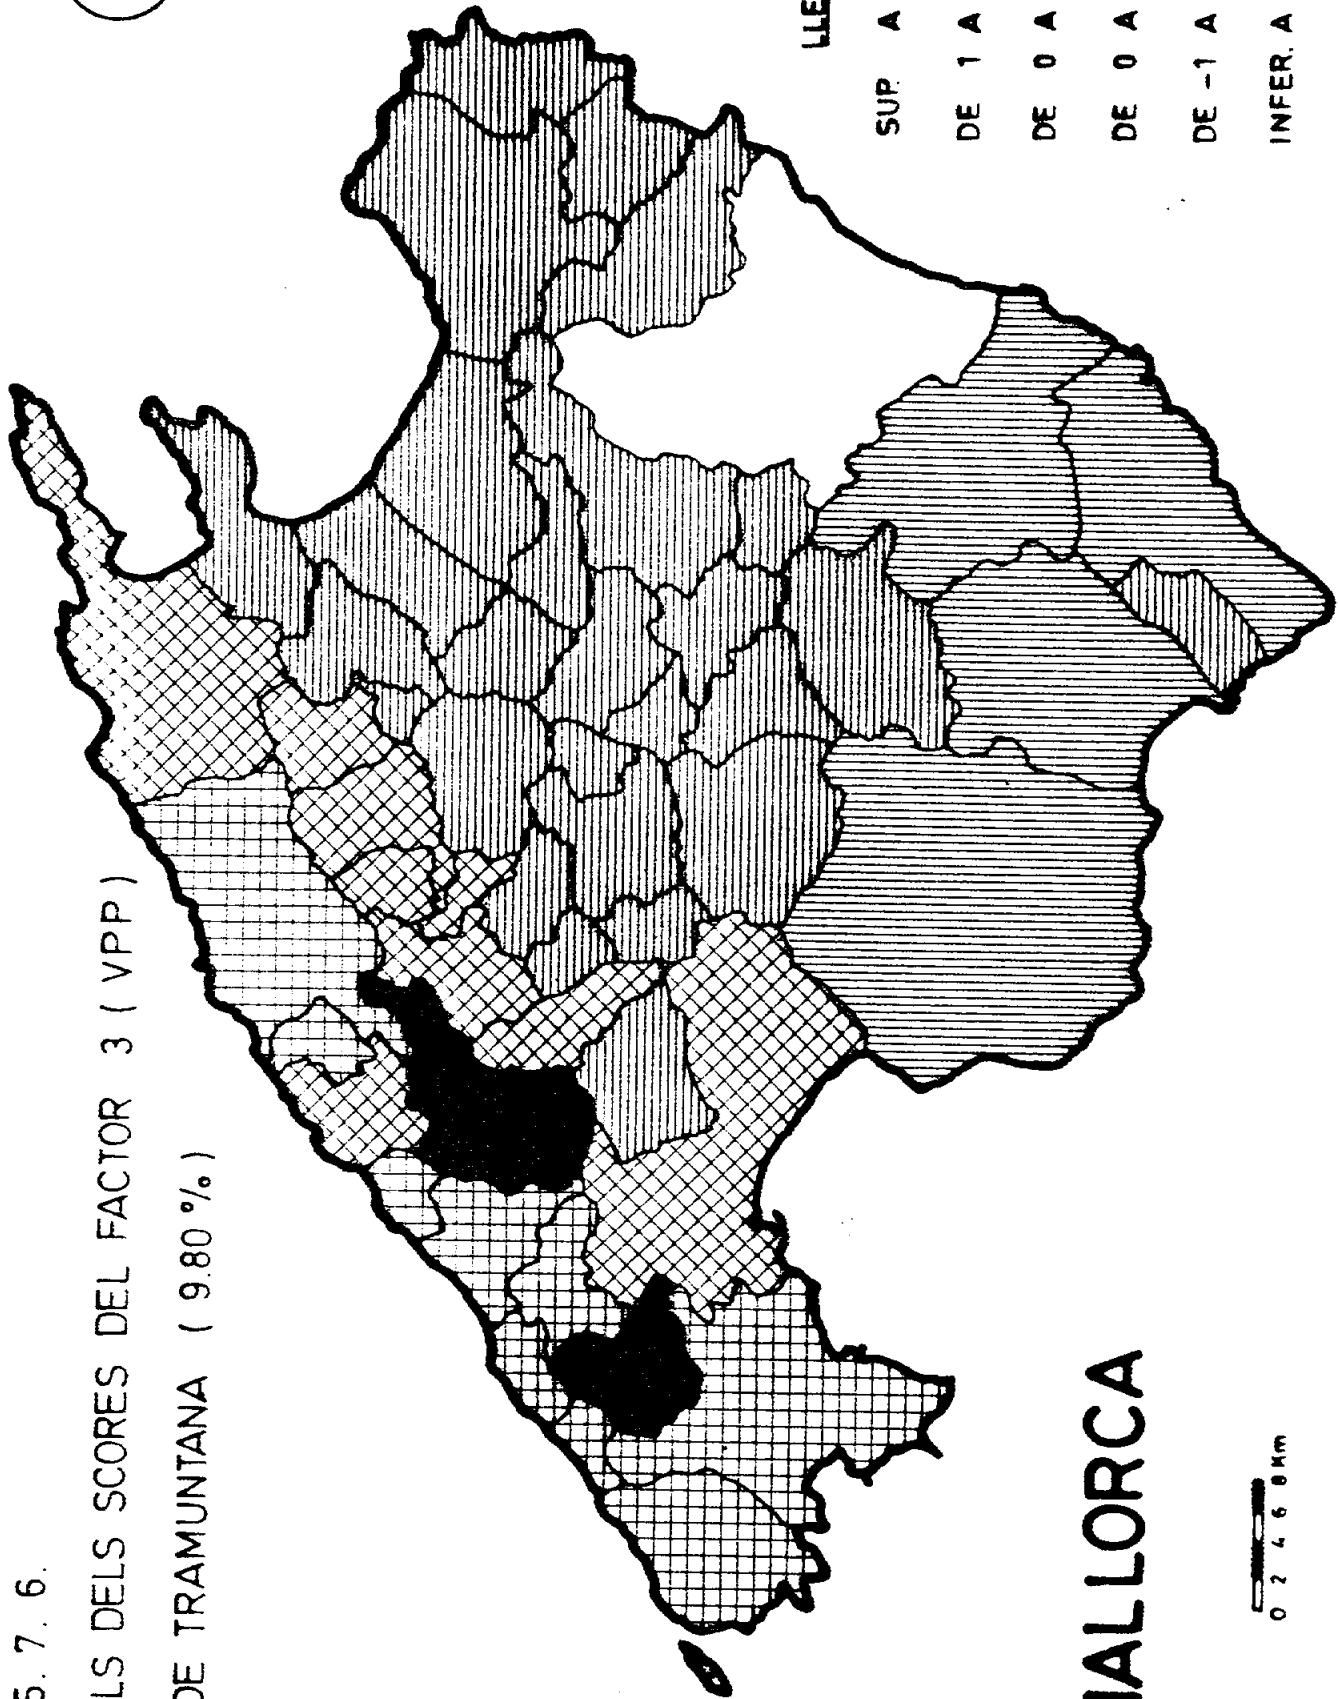 5. 7. 6.
LS DELS SCORES DEL FACTOR 3 ( VPP )
DE TRAMUNTANA ( 9.80 % )
MALLORCA
0 2 4 6 8 Km
LLE
SUP. A
DE 1 A
DE 0 A
DE 0 A
DE -1 A
INFER. A